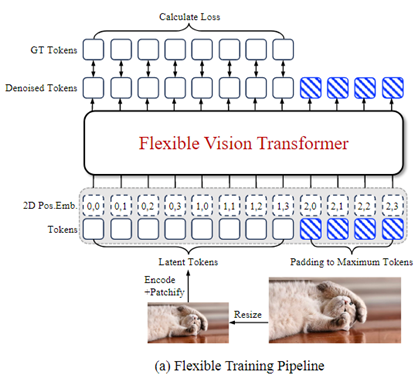 Calculate Loss
GT Tokens
Denoised Tokens
Flexible Vision Transformer
2D Pos.Emb. 0,0 0,1 0,2 0,3 1,0 1,1 1,2 1,3 2,0 2,1 2,2 2,3
Tokens
Latent Tokens Padding to Maximum Tokens
Encode
+Patchify
Resize
(a) Flexible Training Pipeline